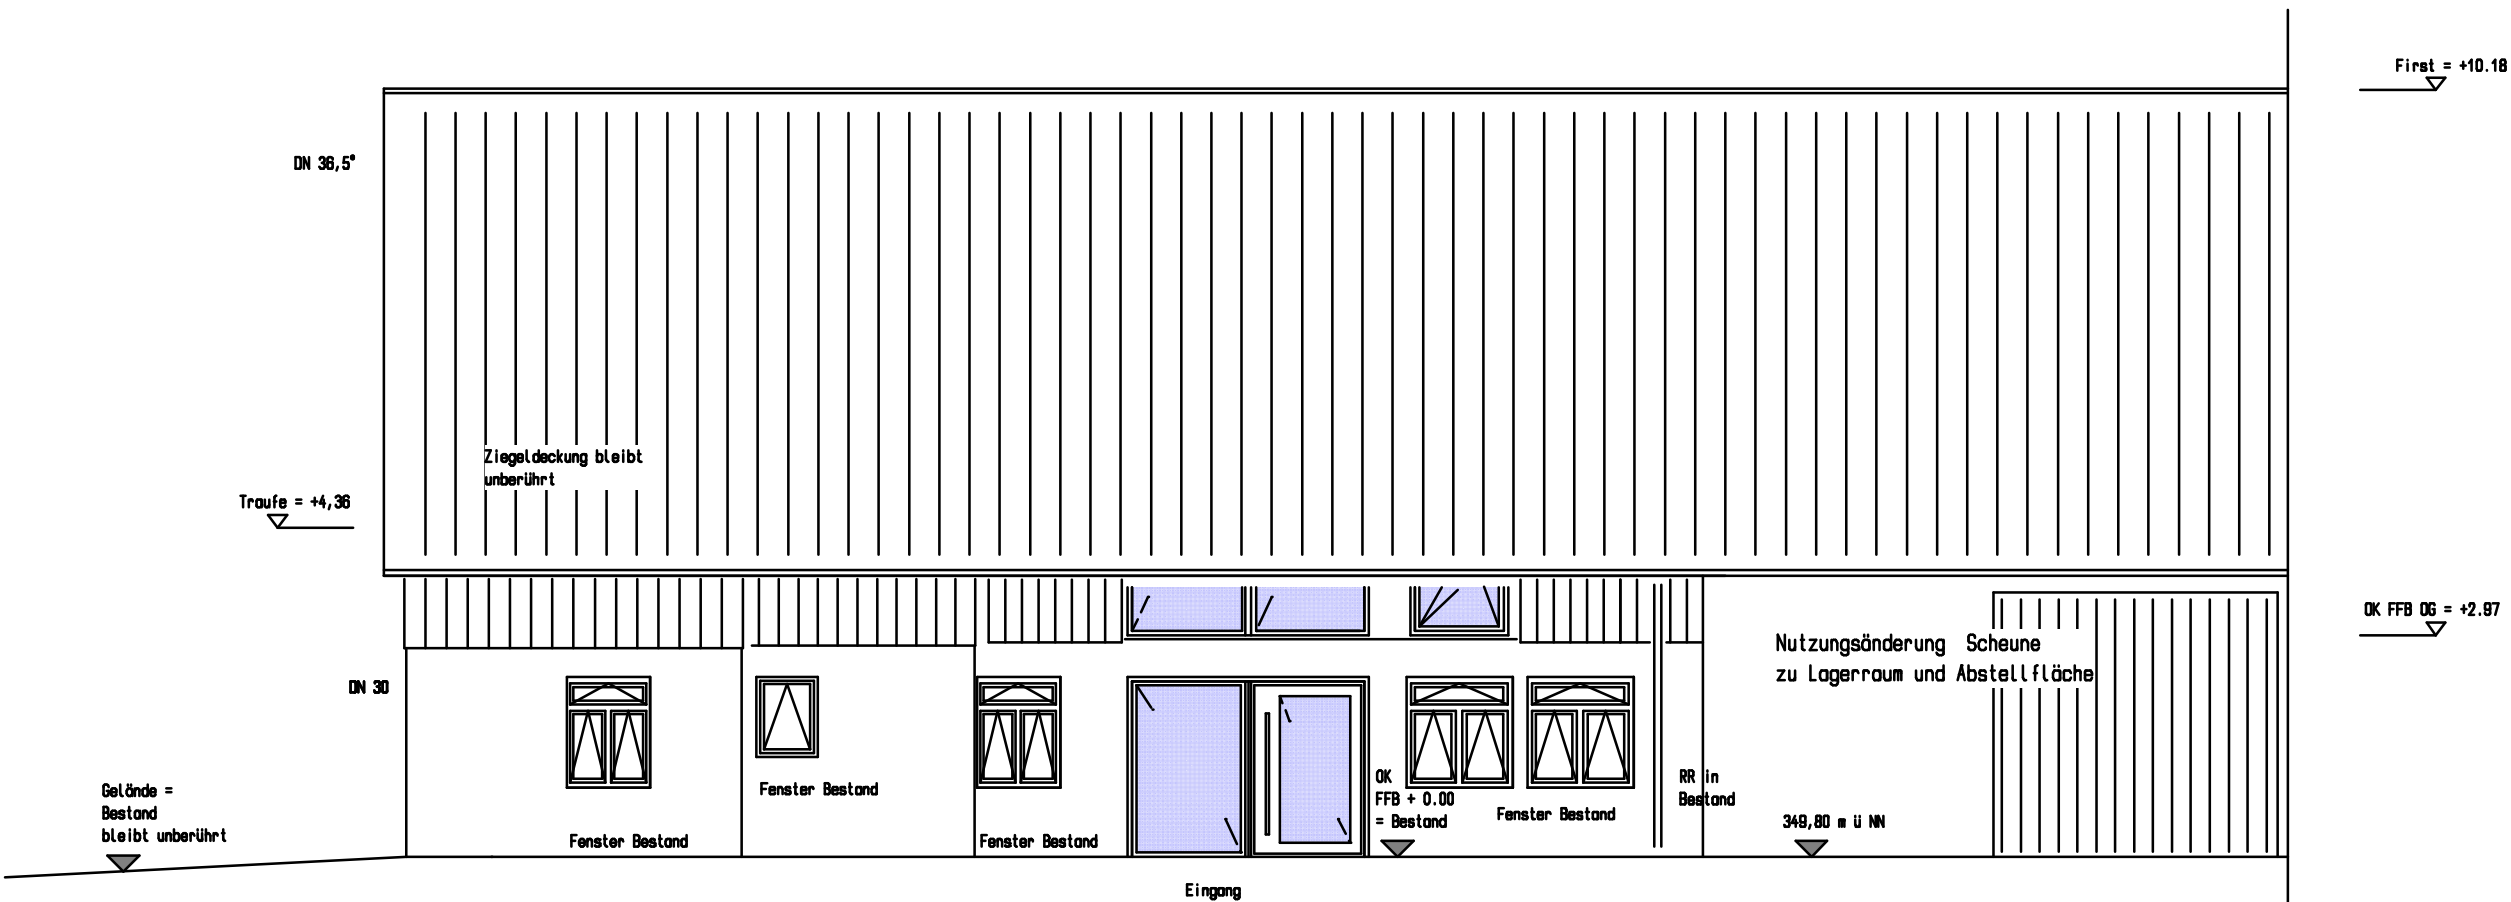 First = +10.18
DN 36,5°
Ziegeldeckung bleibt
unberührt
Traufe = +4,36
OK FFB OG = +2.97
Nutzungsänderung Scheune
zu Lagerraum und Abstellfläche
DN 30
Gelände =
Bestand
bleibt unberührt
Fenster Bestand
Fenster Bestand
Fenster Bestand
OK
FFB + 0.00
= Bestand
Fenster Bestand
RR in
Bestand
349,80 m ü NN
Eingang